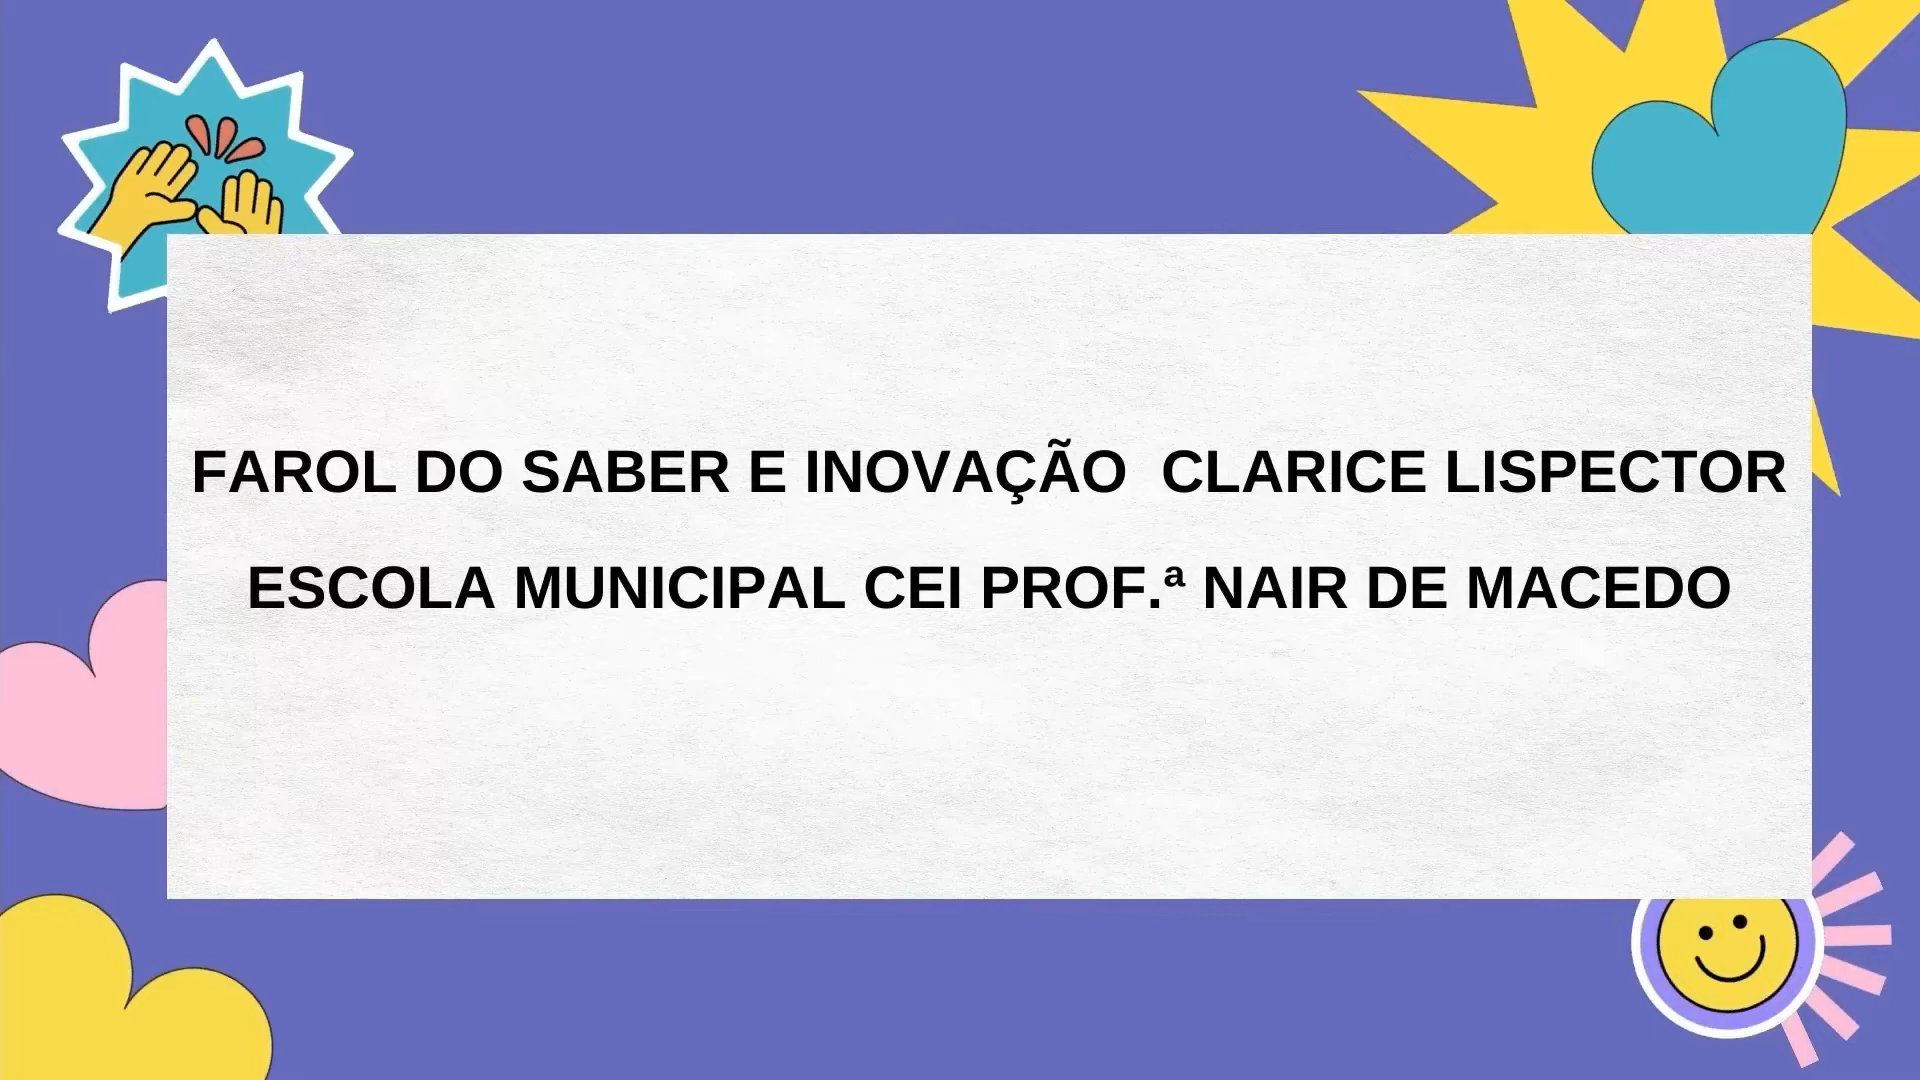 FAROL DO SABER E INOVAÇÃO  CLARICE LISPECTOR
ESCOLA MUNICIPAL CEI PROF.ª NAIR DE MACEDO